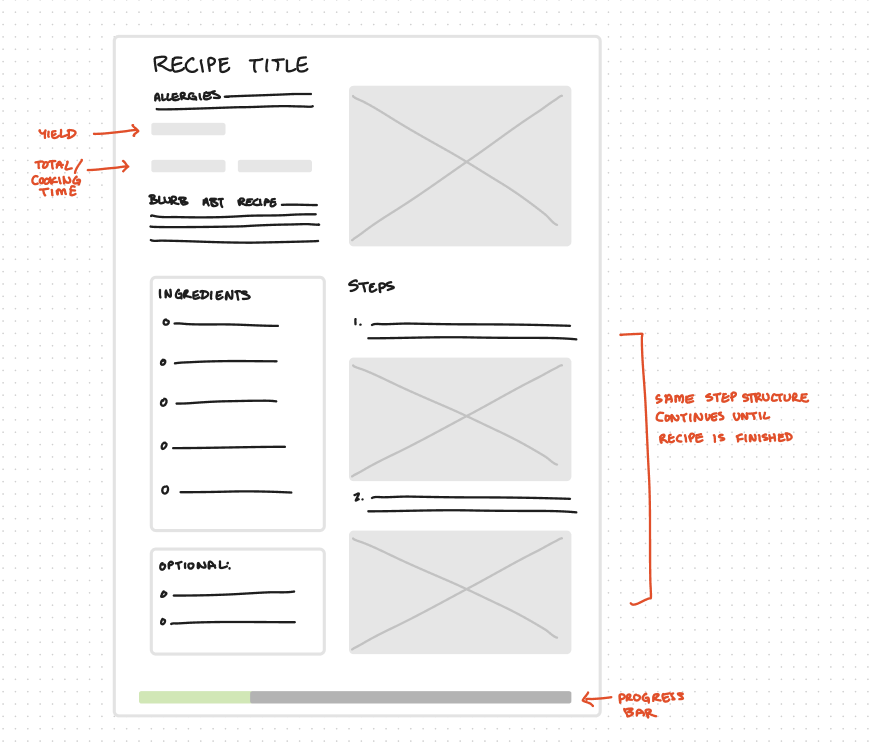 RECIPE TITLE
ALLERGIES
YIELD
TOTAL/
COOKING
TIME
BLURB ABT RECIPE
INGREDIENTS
OPTIONAL:
STEPS
1.
2.
SAME STEP STRUCTURE
CONTINUES UNTIL
RECIPE IS FINISHED
PROGRESS
BAR